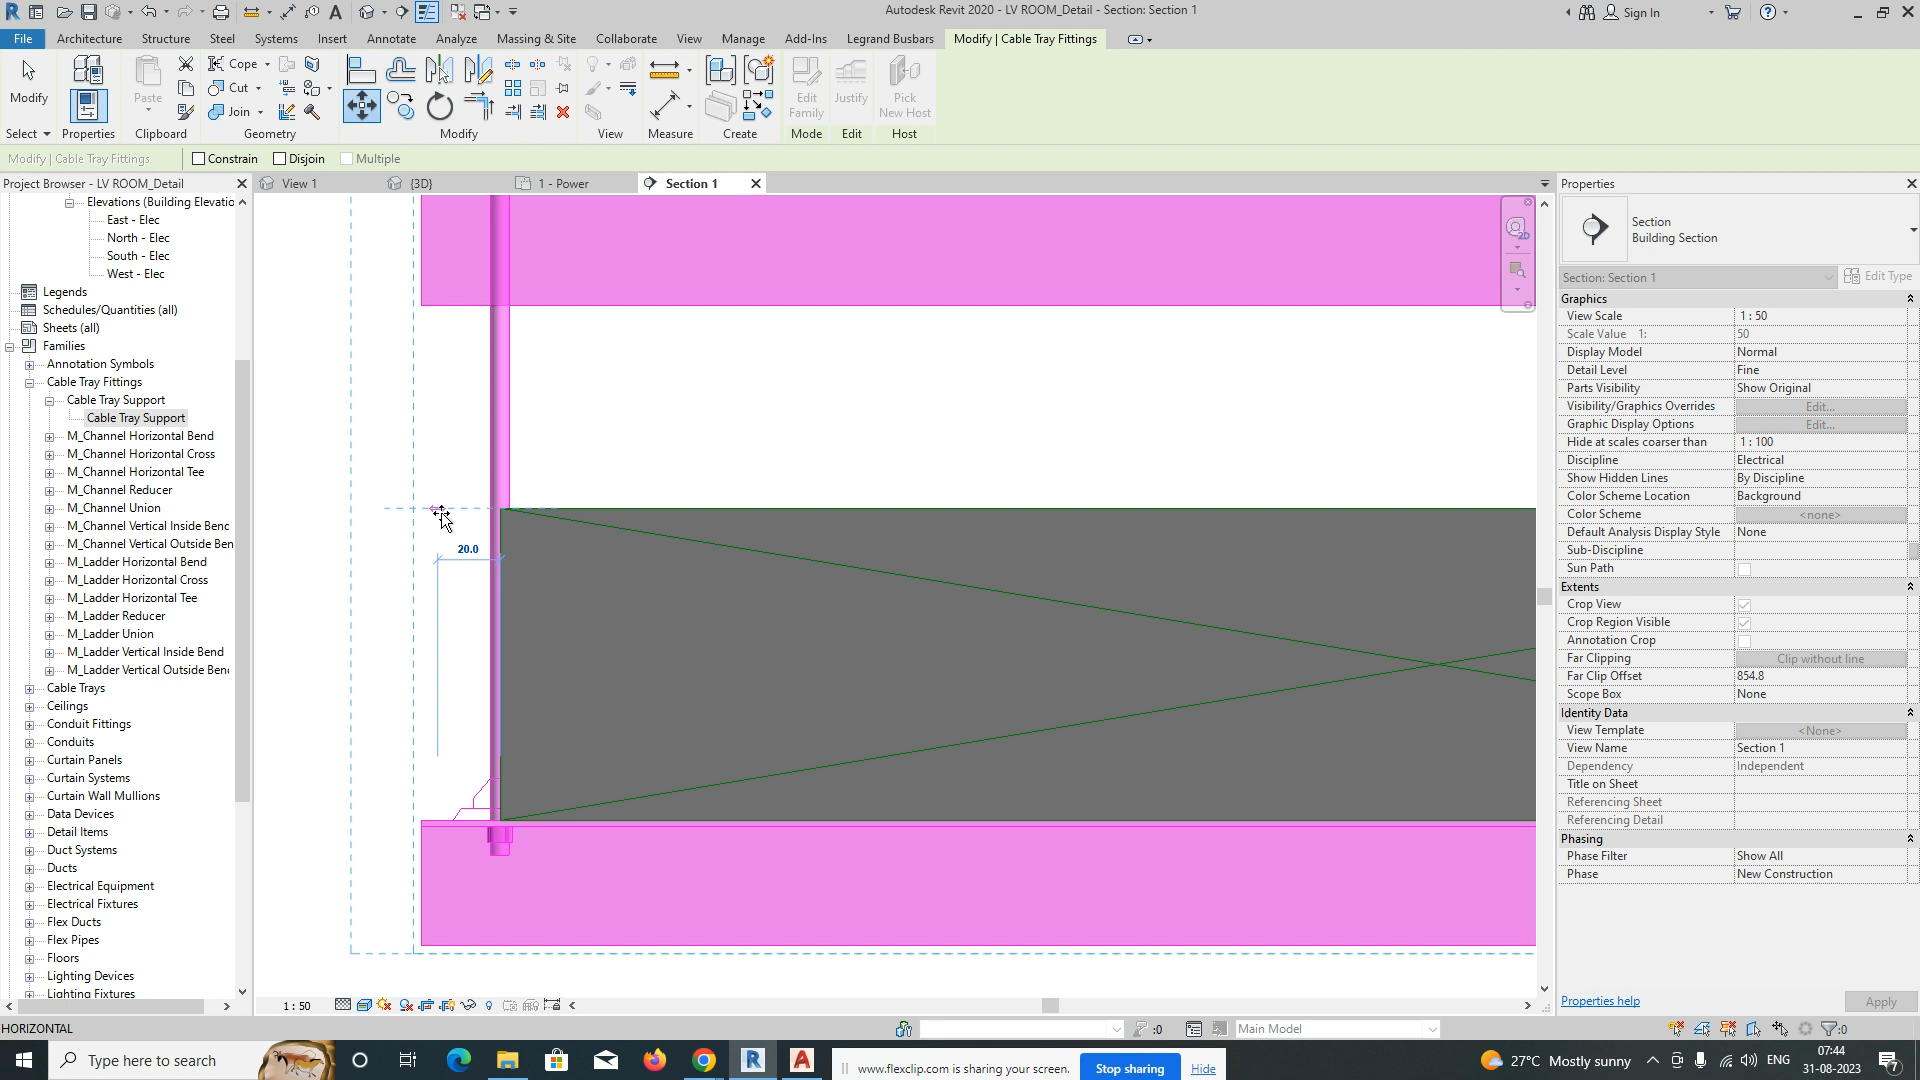 Autodesk Revit 2020 - LV ROOM_Detail - Section: Section 1
Sign In
File Architecture Structure Steel Systems Insert Annotate Analyze Massing & Site Collaborate View Manage Add-Ins Legrand Busbars Modify | Cable Tray Fittings
Modify
Paste
Cope
Cut
Join
Edit Family
Justify
Pick New Host
Select Properties Clipboard Geometry Modify View Measure Create Mode Edit Host
Modify | Cable Tray Fittings Constrain Disjoin Multiple
Project Browser - LV ROOM_Detail
View 1 {3D} 1 - Power Section 1
Elevations (Building Elevatio
East - Elec
North - Elec
South - Elec
West - Elec
Legends
Schedules/Quantities (all)
Sheets (all)
Families
Annotation Symbols
Cable Tray Fittings
Cable Tray Support
Cable Tray Support
M_Channel Horizontal Bend
M_Channel Horizontal Cross
M_Channel Horizontal Tee
M_Channel Reducer
M_Channel Union
M_Channel Vertical Inside Benc
M_Channel Vertical Outside Ben
M_Ladder Horizontal Bend
M_Ladder Horizontal Cross
M_Ladder Horizontal Tee
M_Ladder Reducer
M_Ladder Union
M_Ladder Vertical Inside Bend
M_Ladder Vertical Outside Bend
Cable Trays
Ceilings
Conduit Fittings
Conduits
Curtain Panels
Curtain Systems
Curtain Wall Mullions
Data Devices
Detail Items
Duct Systems
Ducts
Electrical Equipment
Electrical Fixtures
Flex Ducts
Flex Pipes
Floors
Lighting Devices
Lighting Fixtures
20.0
2D
1 : 50
Properties
Section
Building Section
Section: Section 1 Edit Type
Graphics
View Scale 1 : 50
Scale Value 1: 50
Display Model Normal
Detail Level Fine
Parts Visibility Show Original
Visibility/Graphics Overrides Edit...
Graphic Display Options Edit...
Hide at scales coarser than 1 : 100
Discipline Electrical
Show Hidden Lines By Discipline
Color Scheme Location Background
Color Scheme <none>
Default Analysis Display Style None
Sub-Discipline
Sun Path
Extents
Crop View
Crop Region Visible
Annotation Crop
Far Clipping Clip without line
Far Clip Offset 854.8
Scope Box None
Identity Data
View Template <None>
View Name Section 1
Dependency Independent
Title on Sheet
Referencing Sheet
Referencing Detail
Phasing
Phase Filter Show All
Phase New Construction
Properties help Apply
HORIZONTAL :0 Main Model :0
Type here to search
www.flexclip.com is sharing your screen. Stop sharing Hide
27°C Mostly sunny ENG 07:44
31-08-2023
7